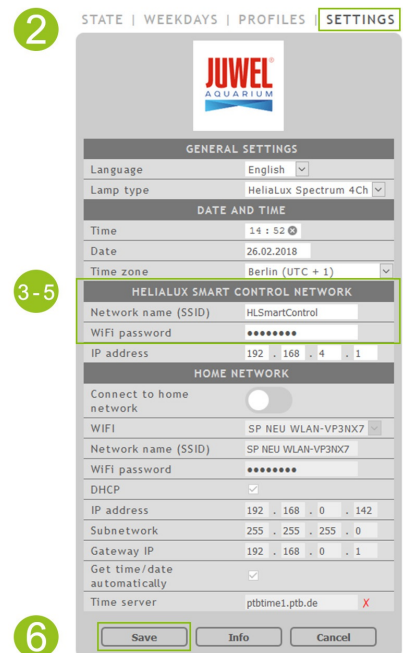 2
STATE | WEEKDAYS | PROFILES | SETTINGS
JUWEL®
AQUARIUM
GENERAL SETTINGS
Language English
Lamp type HeliaLux Spectrum 4Ch
DATE AND TIME
Time 14 : 52
Date 26.02.2018
Time zone Berlin (UTC + 1)
3-5
HELIALUX SMART CONTROL NETWORK
Network name (SSID) HLSmartControl
WiFi password ••••••••
IP address 192 . 168 . 4 . 1
HOME NETWORK
Connect to home
network
WIFI SP NEU WLAN-VP3NX7
Network name (SSID) SP NEU WLAN-VP3NX7
WiFi password ••••••••
DHCP
IP address 192 . 168 . 0 . 142
Subnetwork 255 . 255 . 255 . 0
Gateway IP 192 . 168 . 0 . 1
Get time/date
automatically
Time server ptbtime1.ptb.de X
6
Save Info Cancel